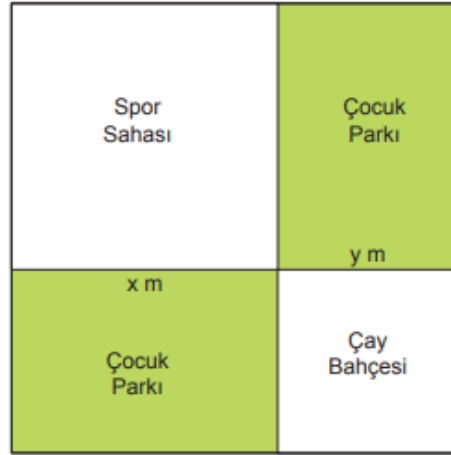 Spor
Sahası
Çocuk
Parkı
y m
x m
Çocuk
Parkı
Çay
Bahçesi